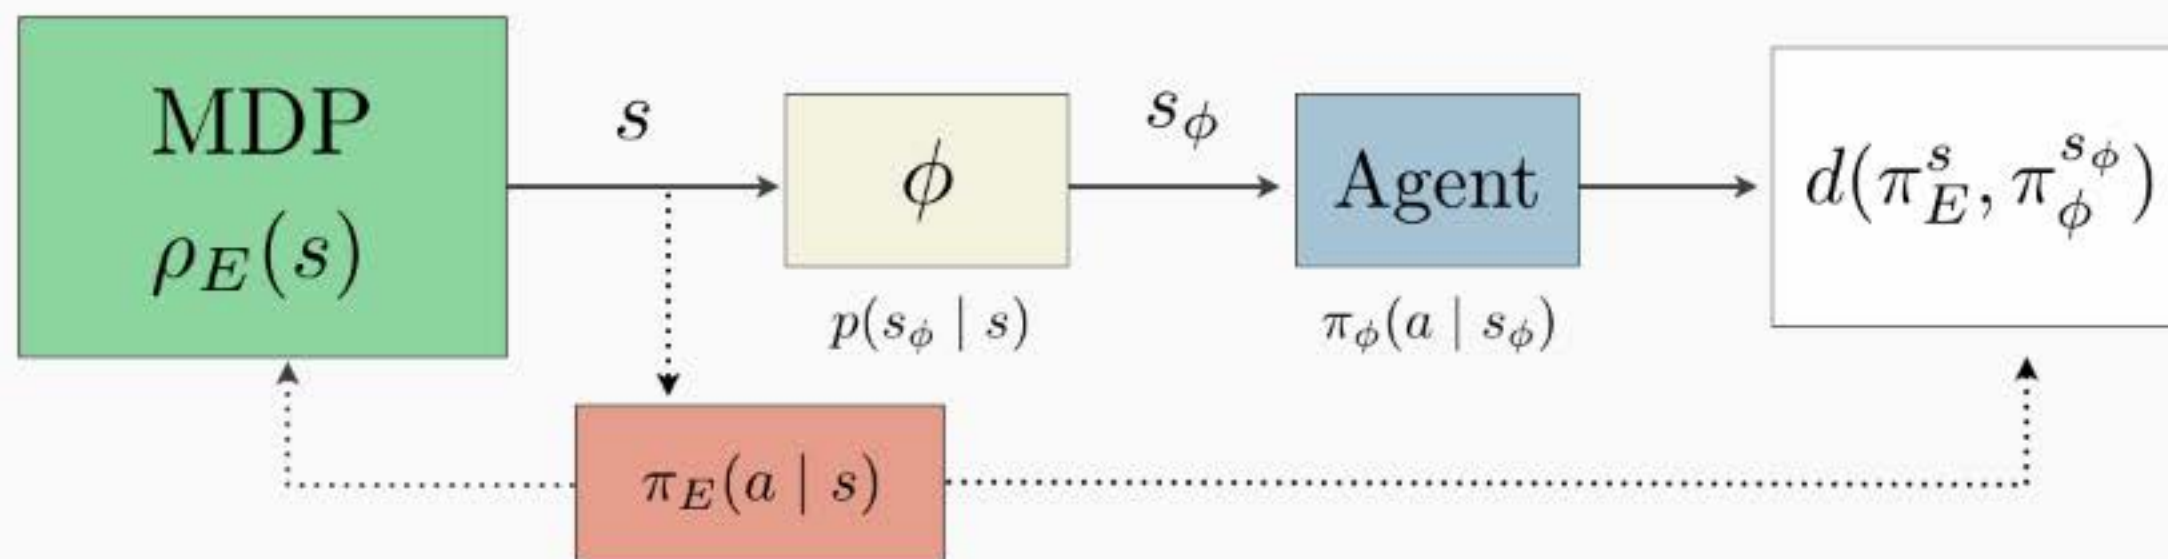 MDP
ρ_E(s)
s
ϕ
p(s_ϕ | s)
s_ϕ
Agent
π_ϕ(a | s_ϕ)
d(π_E^s, π_ϕ^{s_ϕ})
π_E(a | s)